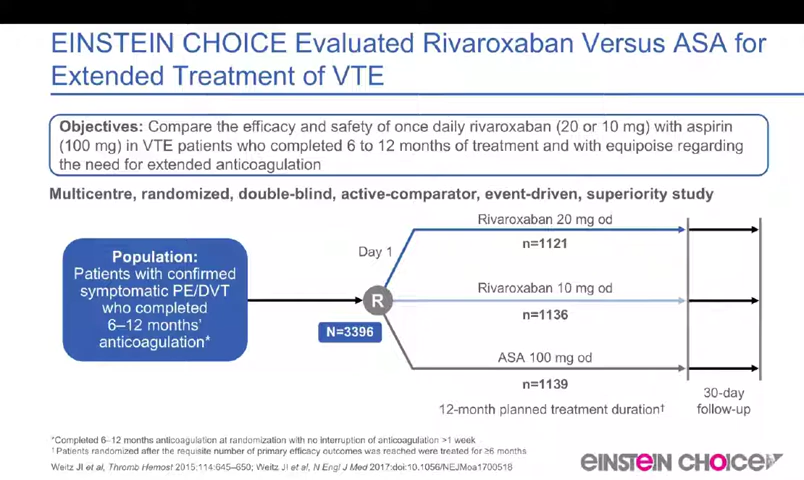 EINSTEIN CHOICE Evaluated Rivaroxaban Versus ASA for
Extended Treatment of VTE
Objectives: Compare the efficacy and safety of once daily rivaroxaban (20 or 10 mg) with aspirin
(100 mg) in VTE patients who completed 6 to 12 months of treatment and with equipoise regarding
the need for extended anticoagulation
Multicentre, randomized, double-blind, active-comparator, event-driven, superiority study
Population:
Patients with confirmed
symptomatic PE/DVT
who completed
6–12 months'
anticoagulation*
Day 1
R
N=3396
Rivaroxaban 20 mg od
n=1121
Rivaroxaban 10 mg od
n=1136
ASA 100 mg od
n=1139
12-month planned treatment duration†
30-day
follow-up
*Completed 6–12 months anticoagulation at randomization with no interruption of anticoagulation >1 week
†Patients randomized after the requisite number of primary efficacy outcomes was reached were treated for ≥6 months
Weitz JI et al, Thromb Hemost 2015;114:645–650; Weitz JI et al, N Engl J Med 2017:doi:10.1056/NEJMoa1700518
EINSTEIN CHOICE